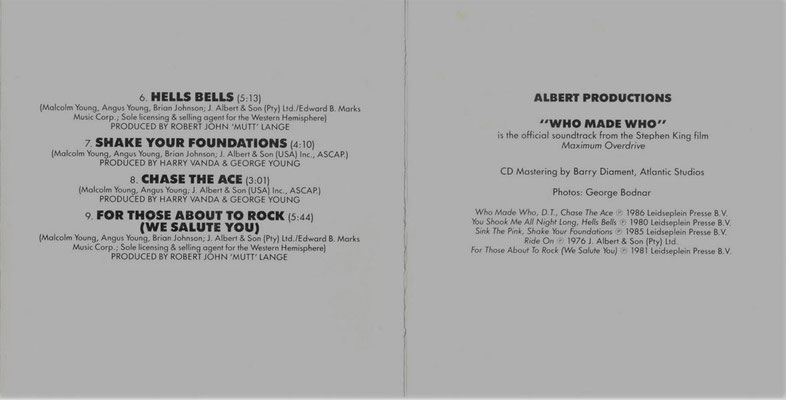 6. HELLS BELLS (5:13)
(Malcolm Young, Angus Young, Brian Johnson; J. Albert & Son (Pty) Ltd./Edward B. Marks
Music Corp.; Sole licensing & selling agent for the Western Hemisphere)
PRODUCED BY ROBERT JOHN 'MUTT' LANGE
7. SHAKE YOUR FOUNDATIONS (4:10)
(Malcolm Young, Angus Young, Brian Johnson; J. Albert & Son (USA) Inc., ASCAP.)
PRODUCED BY HARRY VANDA & GEORGE YOUNG
8. CHASE THE ACE (3:01)
(Malcolm Young, Angus Young; J. Albert & Son (USA) Inc., ASCAP.)
PRODUCED BY HARRY VANDA & GEORGE YOUNG
9. FOR THOSE ABOUT TO ROCK (5:44)
(WE SALUTE YOU)
(Malcolm Young, Angus Young, Brian Johnson; J. Albert & Son (Pty) Ltd./Edward B. Marks
Music Corp.; Sole licensing & selling agent for the Western Hemisphere)
PRODUCED BY ROBERT JOHN 'MUTT' LANGE
ALBERT PRODUCTIONS
"WHO MADE WHO"
is the official soundtrack from the Stephen King film
Maximum Overdrive
CD Mastering by Barry Diament, Atlantic Studios
Photos: George Bodnar
Who Made Who, D.T., Chase The Ace ℗ 1986 Leidseplein Presse B.V.
You Shook Me All Night Long, Hells Bells ℗ 1980 Leidseplein Presse B.V.
Sink The Pink, Shake Your Foundations ℗ 1985 Leidseplein Presse B.V.
Ride On ℗ 1976 J. Albert & Son (Pty) Ltd.
For Those About To Rock (We Salute You) ℗ 1981 Leidseplein Presse B.V.